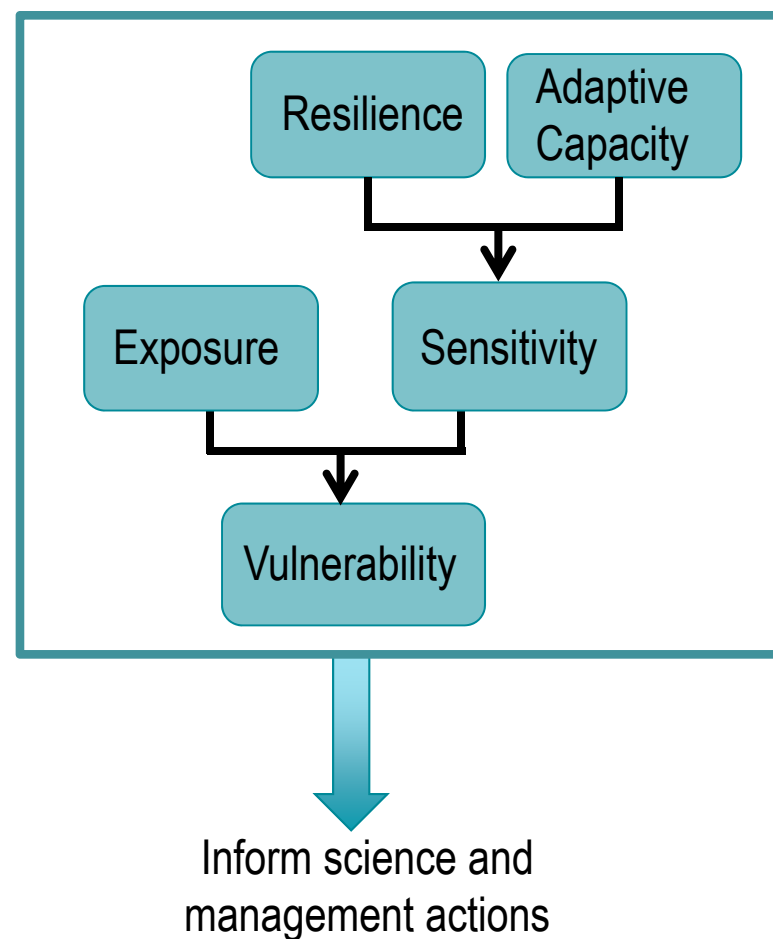 Resilience
Adaptive
Capacity
Exposure
Sensitivity
Vulnerability
Inform science and
management actions